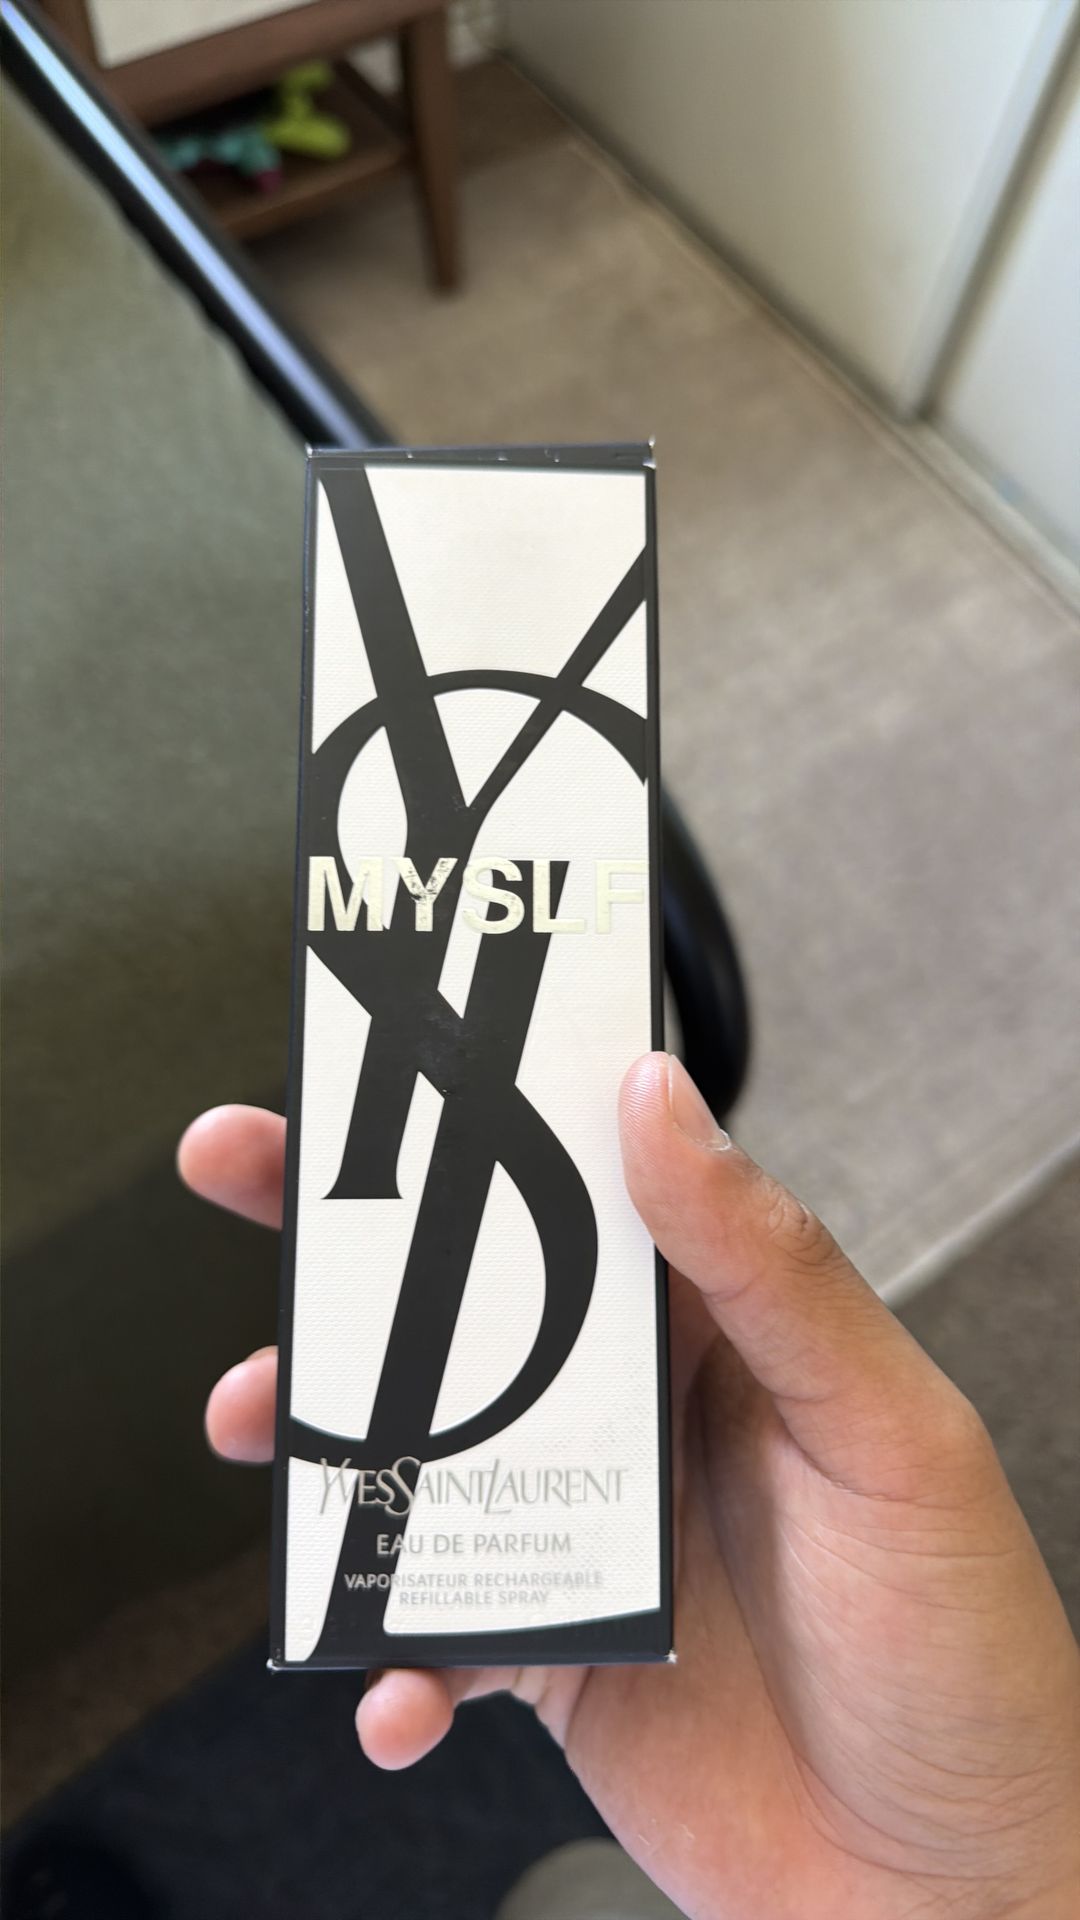 MYSLF
YVESSAINTLAURENT
EAU DE PARFUM
VAPORISATEUR RECHARGEABLE
REFILLABLE SPRAY